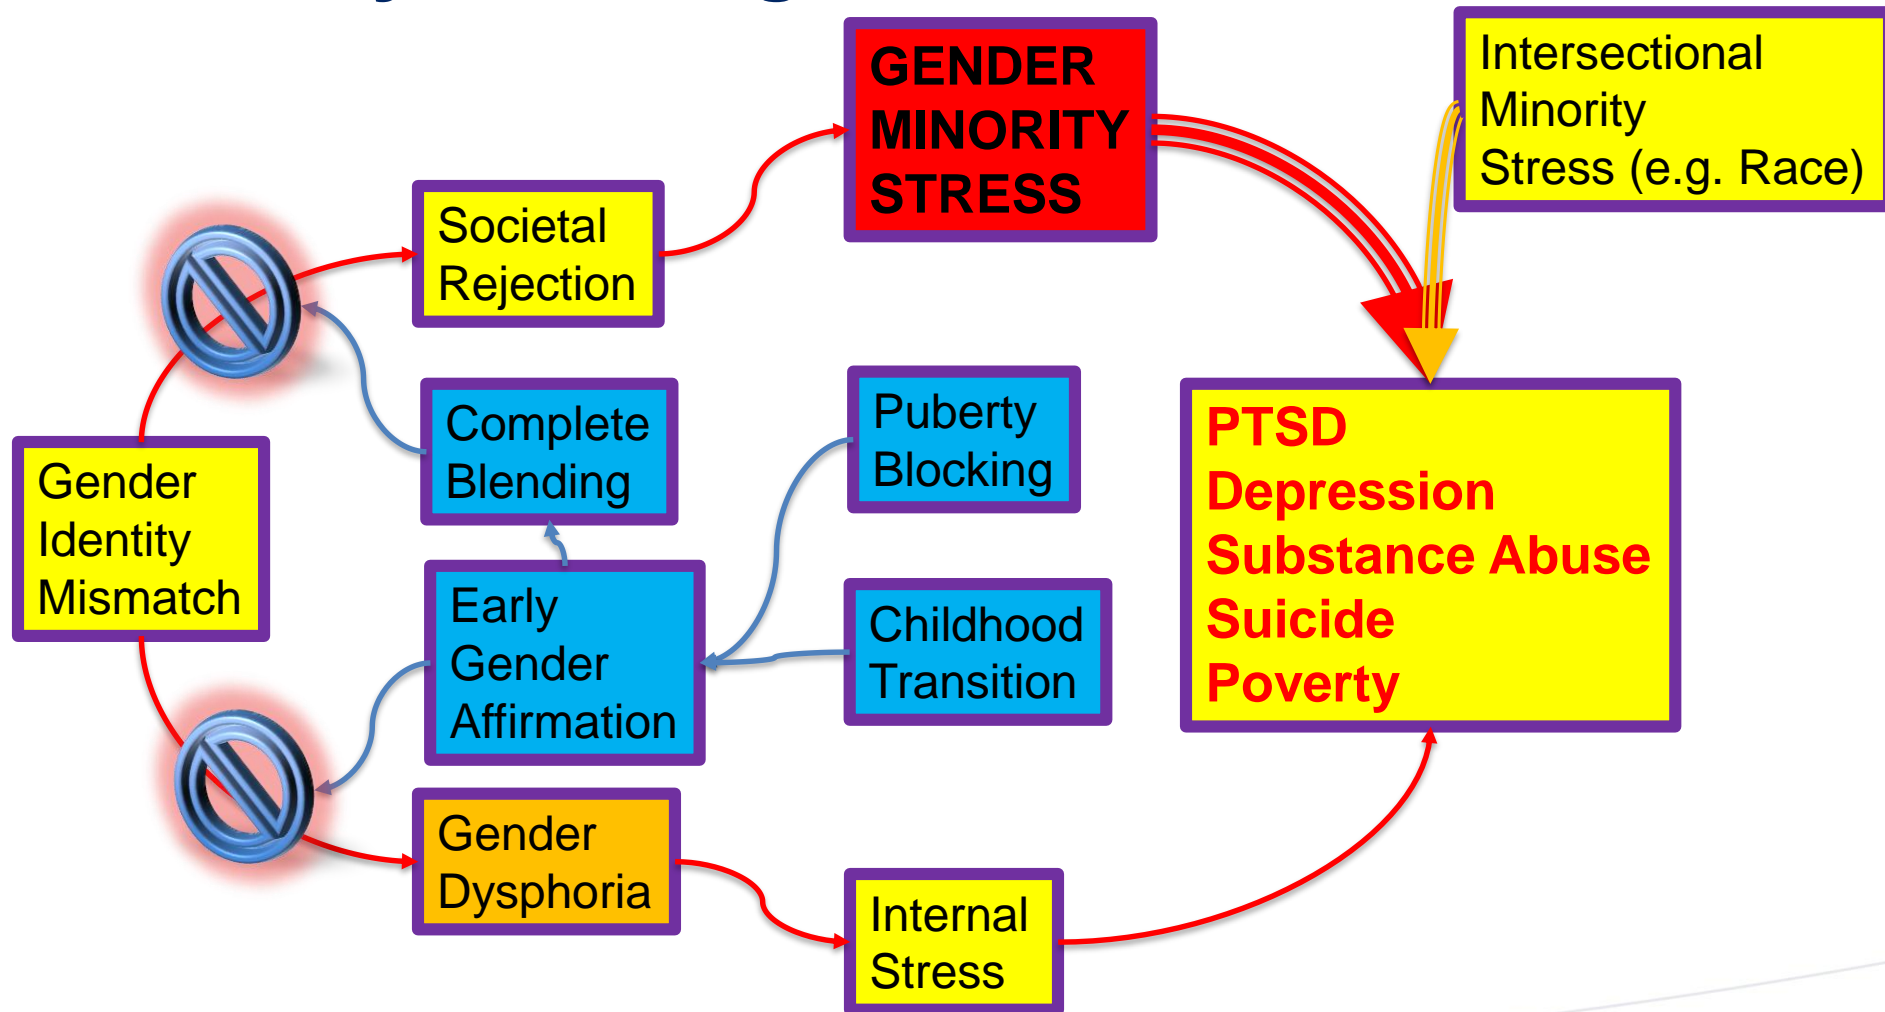 GENDER
MINORITY
STRESS
Intersectional
Minority
Stress (e.g. Race)
Societal
Rejection
Complete
Blending
Puberty
Blocking
PTSD
Depression
Substance Abuse
Suicide
Poverty
Gender
Identity
Mismatch
Early
Gender
Affirmation
Childhood
Transition
Gender
Dysphoria
Internal
Stress